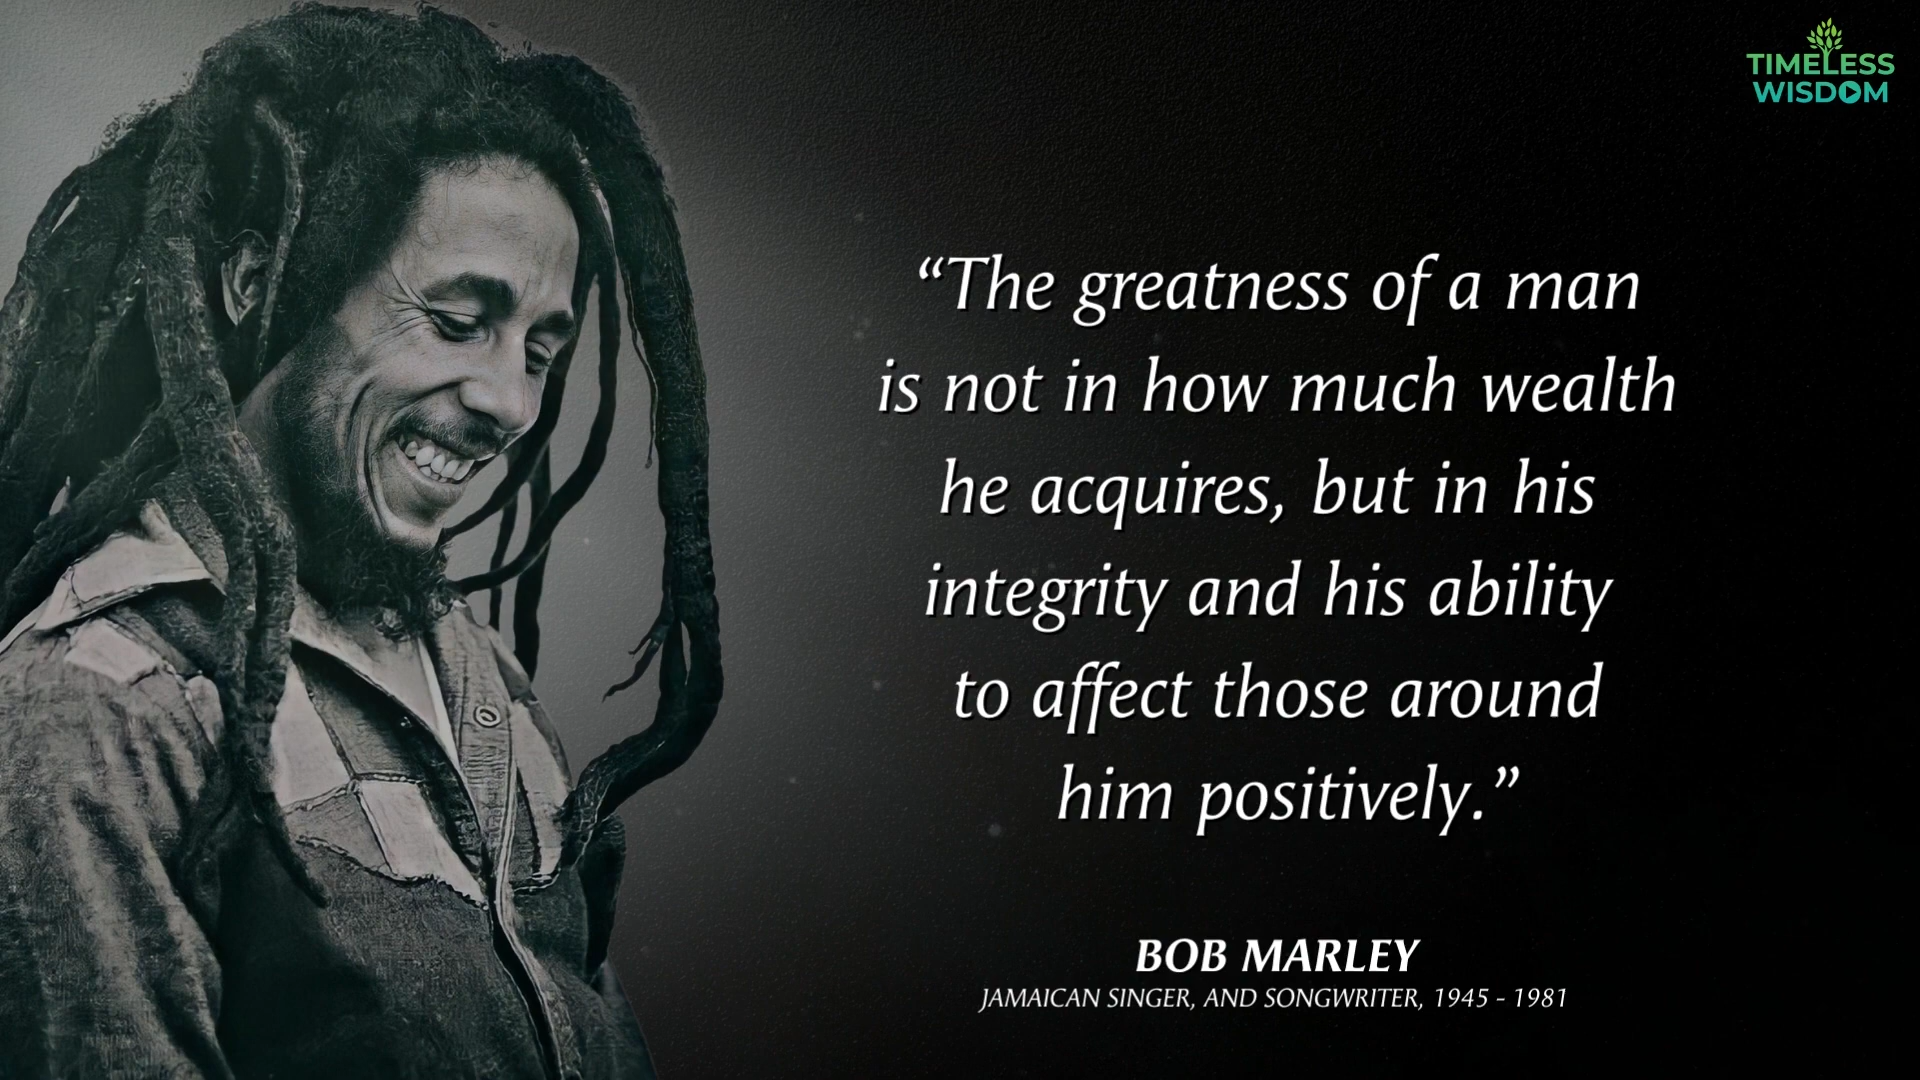 TIMELESS
WISDOM
“The greatness of a man
is not in how much wealth
he acquires, but in his
integrity and his ability
to affect those around
him positively.”
BOB MARLEY
JAMAICAN SINGER, AND SONGWRITER, 1945 - 1981